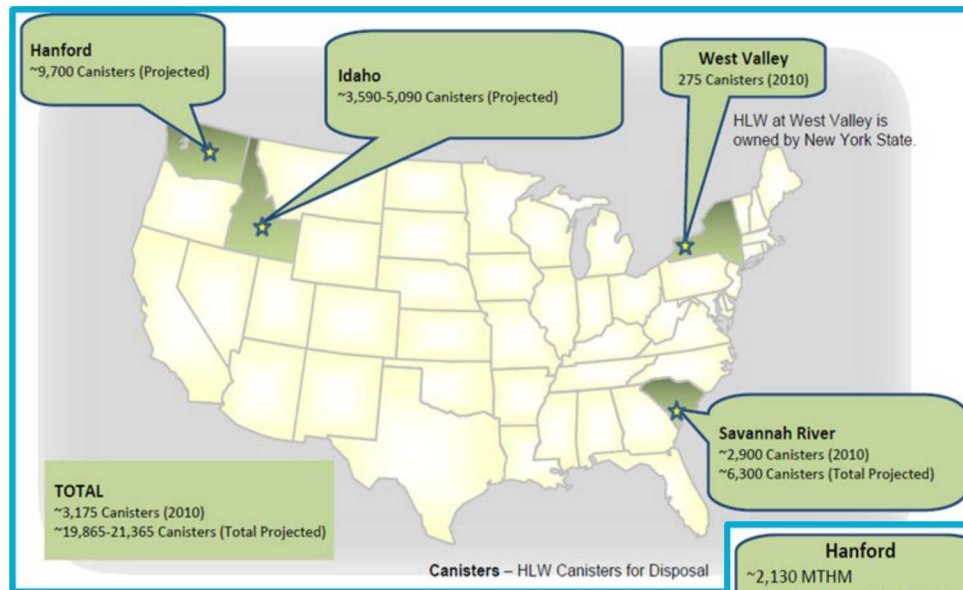 Hanford
~9,700 Canisters (Projected)
Idaho
~3,590-5,090 Canisters (Projected)
West Valley
275 Canisters (2010)
HLW at West Valley is
owned by New York State.
Savannah River
~2,900 Canisters (2010)
~6,300 Canisters (Total Projected)
TOTAL
~3,175 Canisters (2010)
~19,865-21,365 Canisters (Total Projected)
Canisters – HLW Canisters for Disposal
Hanford
~2,130 MTHM